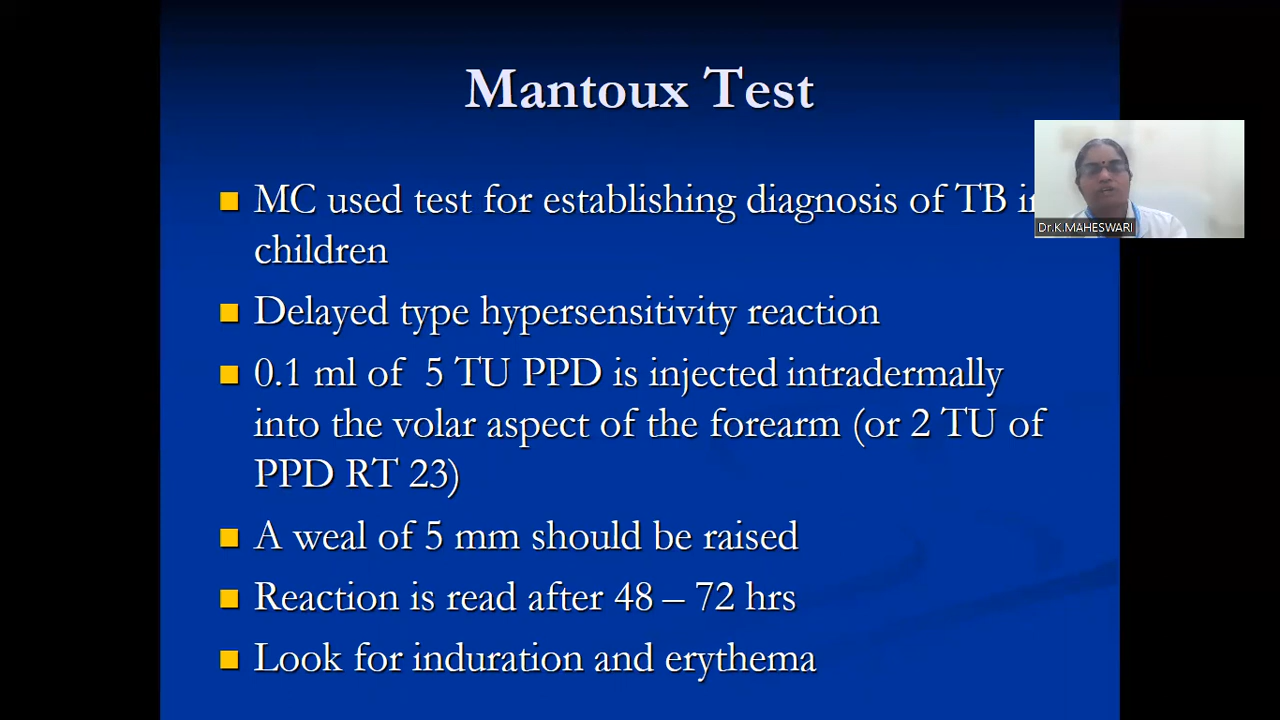 Mantoux Test
MC used test for establishing diagnosis of TB
children
Delayed type hypersensitivity reaction
0.1 ml of 5 TU PPD is injected intradermally
into the volar aspect of the forearm (or 2 TU of
PPD RT 23)
A weal of 5 mm should be raised
Reaction is read after 48 – 72 hrs
Look for induration and erythema
Dr.K.MAHESWARI